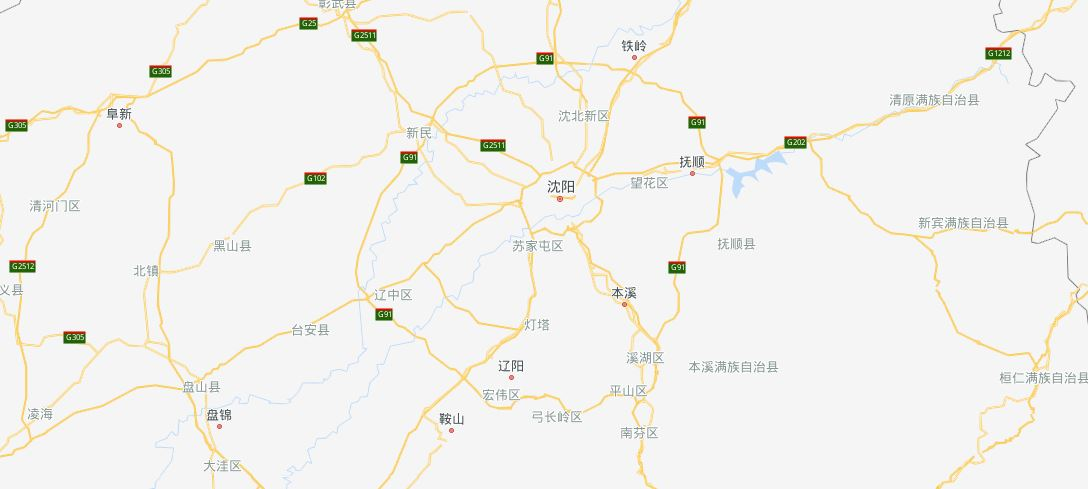 彰武县
G25
G2511
铁岭
G91
G1212
G305
清原满族自治县
阜新
沈北新区
G305
G91
新民
G2511
G202
G91
抚顺
G102
望花区
沈阳
清河门区
新宾满族自治县
黑山县
苏家屯区
抚顺县
G2512
北镇
G91
义县
辽中区
本溪
G91
台安县
灯塔
G305
溪湖区
辽阳
本溪满族自治县
桓仁满族自治县
盘山县
宏伟区
平山区
凌海
盘锦
鞍山
弓长岭区
南芬区
大洼区